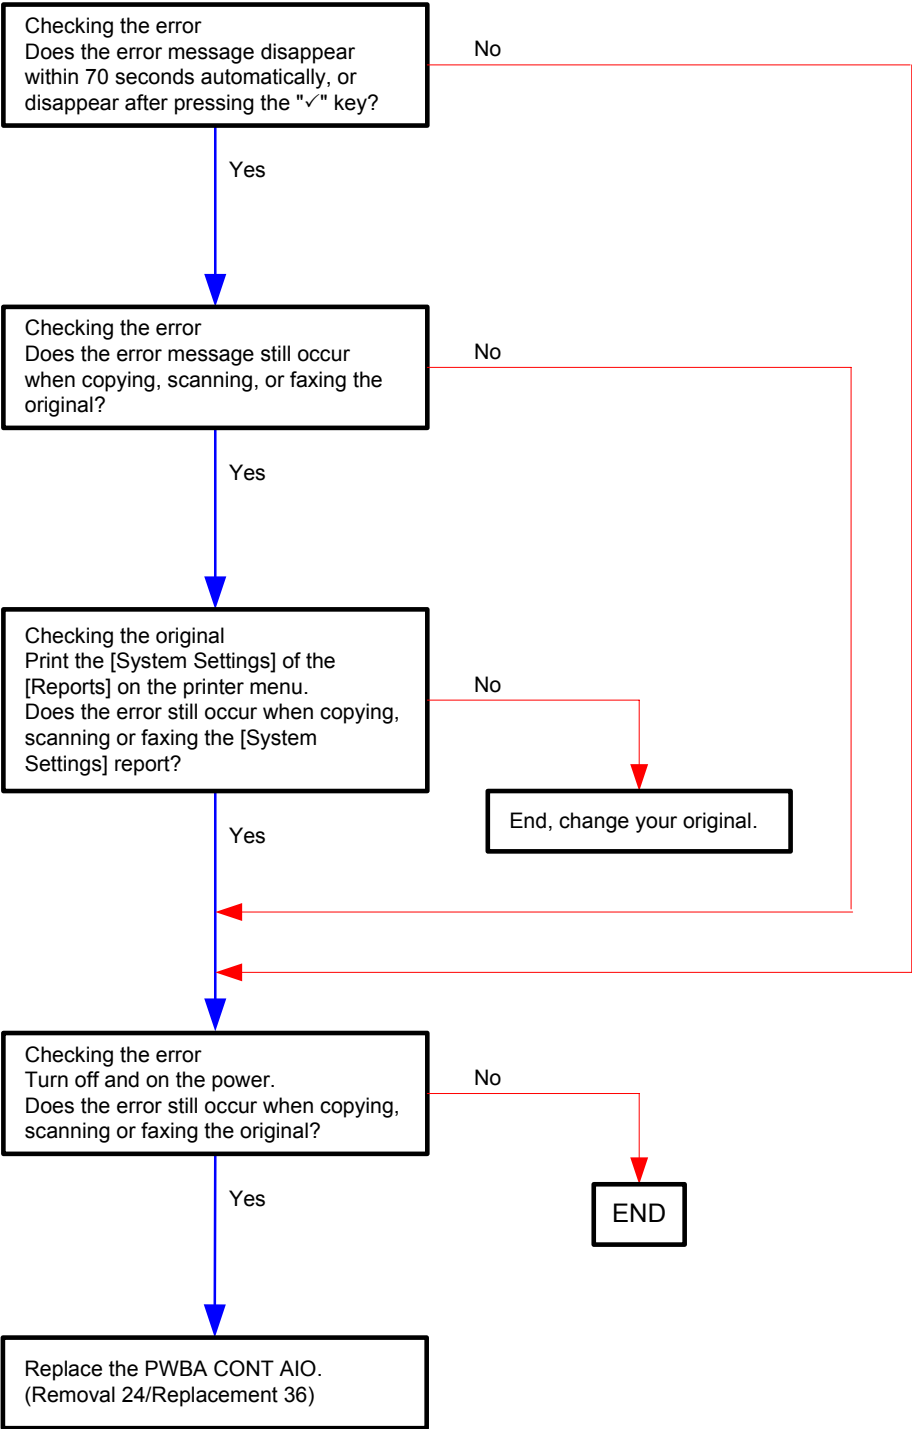 Checking the error
Does the error message disappear
within 70 seconds automatically, or
disappear after pressing the "✓" key?
No
Yes
Checking the error
Does the error message still occur
when copying, scanning, or faxing the
original?
No
Yes
Checking the original
Print the [System Settings] of the
[Reports] on the printer menu.
Does the error still occur when copying,
scanning or faxing the [System
Settings] report?
No
End, change your original.
Yes
Checking the error
Turn off and on the power.
Does the error still occur when copying,
scanning or faxing the original?
No
Yes
END
Replace the PWBA CONT AIO.
(Removal 24/Replacement 36)